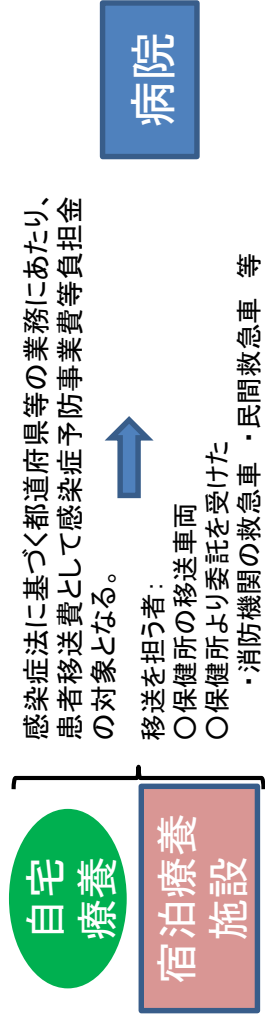 自宅
療養
宿泊療養
施設
感染症法に基づく都道府県等の業務にあたり、
患者移送費として感染症予防事業費等負担金
の対象となる。
移送を担う者：
〇保健所の移送車両
〇保健所より委託を受けた
・消防機関の救急車　・民間救急車　等
病院